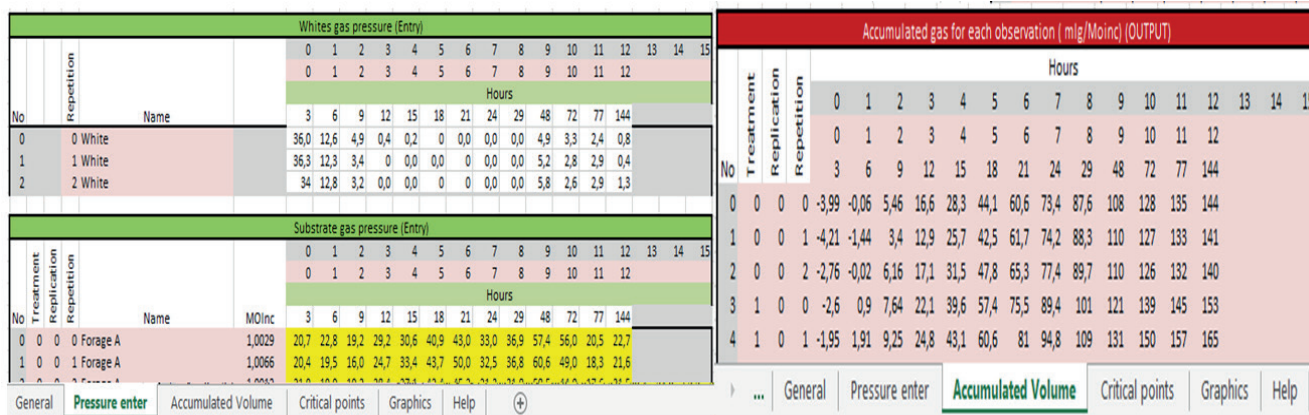 Whites gas pressure (Entry)
0 1 2 3 4 5 6 7 8 9 10 11 12 13 14 15
0 1 2 3 4 5 6 7 8 9 10 11 12
Hours
No Repetition Name 3 6 9 12 15 18 21 24 29 48 72 77 144
0 0 White 36,0 12,6 4,9 0,4 0,2 0 0,0 0,0 0,0 4,9 3,3 2,4 0,8
1 1 White 36,3 12,3 3,4 0 0,0 0,0 0 0,0 0,0 5,2 2,8 2,9 0,4
2 2 White 34 12,8 3,2 0,0 0,0 0 0 0,0 0,0 5,8 2,6 2,9 1,3
Substrate gas pressure (Entry)
0 1 2 3 4 5 6 7 8 9 10 11 12 13 14 15
0 1 2 3 4 5 6 7 8 9 10 11 12
Hours
No Treatment Replication Repetition Name MOInc 3 6 9 12 15 18 21 24 29 48 72 77 144
0 0 0 0 Forage A 1,0029 20,7 22,8 19,2 29,2 30,6 40,9 43,0 33,0 36,9 57,4 56,0 20,5 22,7
1 0 0 1 Forage A 1,0066 20,4 19,5 16,0 24,7 33,4 43,7 50,0 32,5 36,8 60,6 49,0 18,3 21,6
General Pressure enter Accumulated Volume Critical points Graphics Help
Accumulated gas for each observation ( mlg/Moinc) (OUTPUT)
Hours
0 1 2 3 4 5 6 7 8 9 10 11 12 13 14
0 1 2 3 4 5 6 7 8 9 10 11 12
No Treatment Replication Repetition 3 6 9 12 15 18 21 24 29 48 72 77 144
0 0 0 0 -3,99 -0,06 5,46 16,6 28,3 44,1 60,6 73,4 87,6 108 128 135 144
1 0 0 1 -4,21 -1,44 3,4 12,9 25,7 42,5 61,7 74,2 88,3 110 127 133 141
2 0 0 2 -2,76 -0,02 6,16 17,1 31,5 47,8 65,3 77,4 89,7 110 126 132 140
3 1 0 0 -2,6 0,9 7,64 22,1 39,6 57,4 75,5 89,4 101 121 139 145 153
4 1 0 1 -1,95 1,91 9,25 24,8 43,1 60,6 81 94,8 109 131 150 157 165
... General Pressure enter Accumulated Volume Critical points Graphics Help